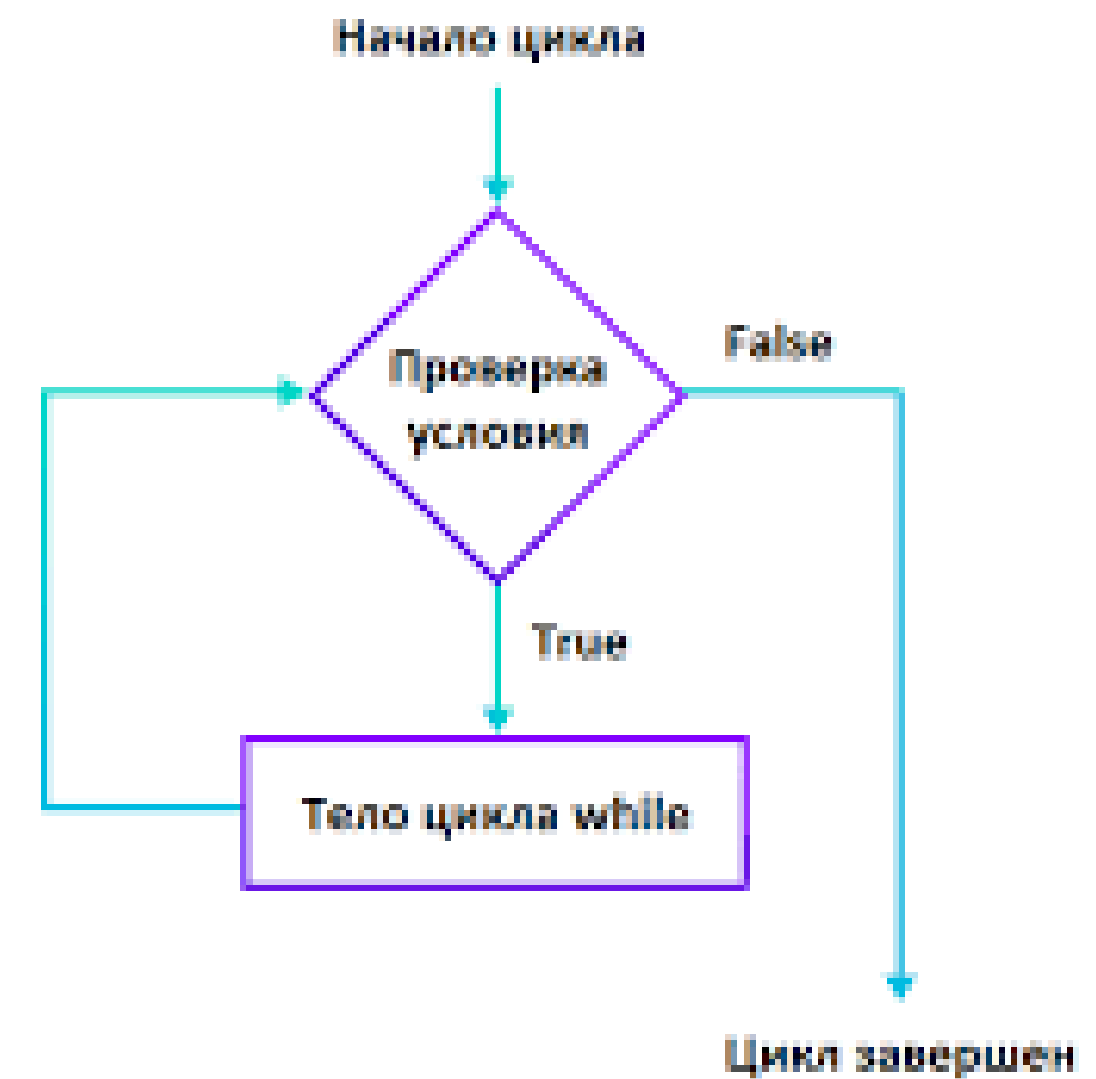 Начало цикла
False
Проверка
условия
True
Тело цикла while
Цикл завершен